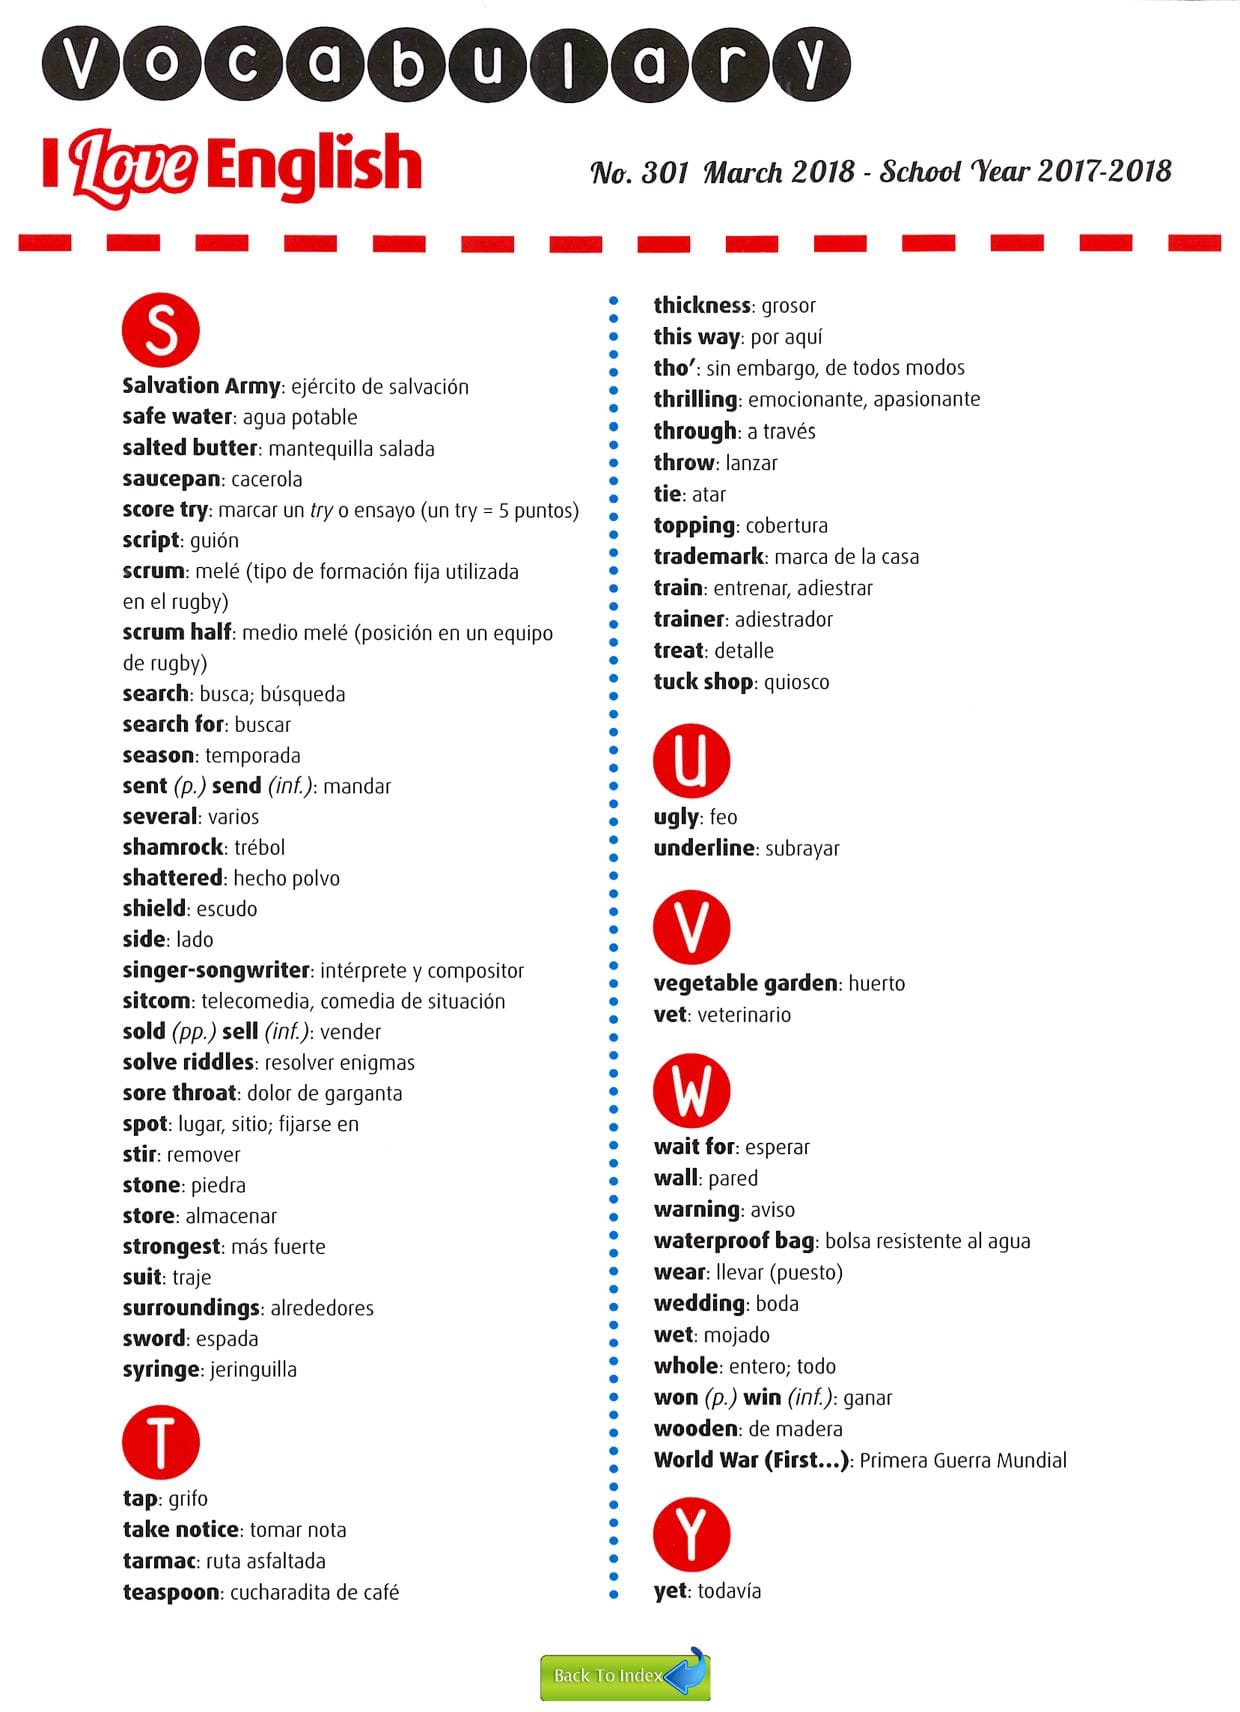 Vocabulary
I Love English
No. 301 March 2018 - School Year 2017-2018
S
Salvation Army: ejército de salvación
safe water: agua potable
salted butter: mantequilla salada
saucepan: cacerola
score try: marcar un try o ensayo (un try = 5 puntos)
script: guión
scrum: melé (tipo de formación fija utilizada
en el rugby)
scrum half: medio melé (posición en un equipo
de rugby)
search: busca; búsqueda
search for: buscar
season: temporada
sent (p.) send (inf.): mandar
several: varios
shamrock: trébol
shattered: hecho polvo
shield: escudo
side: lado
singer-songwriter: intérprete y compositor
sitcom: telecomedia, comedia de situación
sold (pp.) sell (inf.): vender
solve riddles: resolver enigmas
sore throat: dolor de garganta
spot: lugar, sitio; fijarse en
stir: remover
stone: piedra
store: almacenar
strongest: más fuerte
suit: traje
surroundings: alrededores
sword: espada
syringe: jeringuilla
T
tap: grifo
take notice: tomar nota
tarmac: ruta asfaltada
teaspoon: cucharadita de café
thickness: grosor
this way: por aquí
tho’: sin embargo, de todos modos
thrilling: emocionante, apasionante
through: a través
throw: lanzar
tie: atar
topping: cobertura
trademark: marca de la casa
train: entrenar, adiestrar
trainer: adiestrador
treat: detalle
tuck shop: quiosco
U
ugly: feo
underline: subrayar
V
vegetable garden: huerto
vet: veterinario
W
wait for: esperar
wall: pared
warning: aviso
waterproof bag: bolsa resistente al agua
wear: llevar (puesto)
wedding: boda
wet: mojado
whole: entero; todo
won (p.) win (inf.): ganar
wooden: de madera
World War (First...): Primera Guerra Mundial
Y
yet: todavía
Back To Index